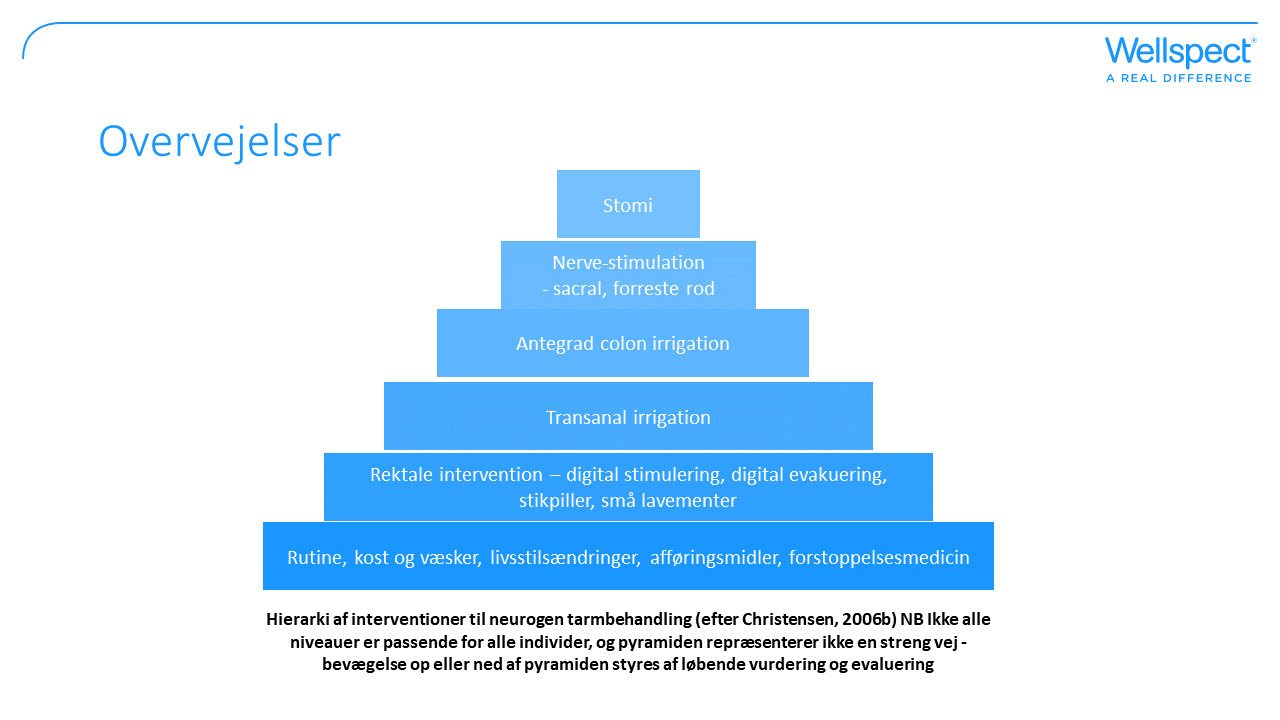 Wellspect®
A REAL DIFFERENCE
Overvejelser
Stomi
Nerve-stimulation
- sacral, forreste rod
Antegrad colon irrigation
Transanal irrigation
Rektale intervention – digital stimulering, digital evakuering,
stikpiller, små lavementer
Rutine, kost og væsker, livsstilsændringer, afføringsmidler, forstoppelsesmedicin
Hierarki af interventioner til neurogen tarmbehandling (efter Christensen, 2006b) NB Ikke alle
niveauer er passende for alle individer, og pyramiden repræsenterer ikke en streng vej -
bevægelse op eller ned af pyramiden styres af løbende vurdering og evaluering